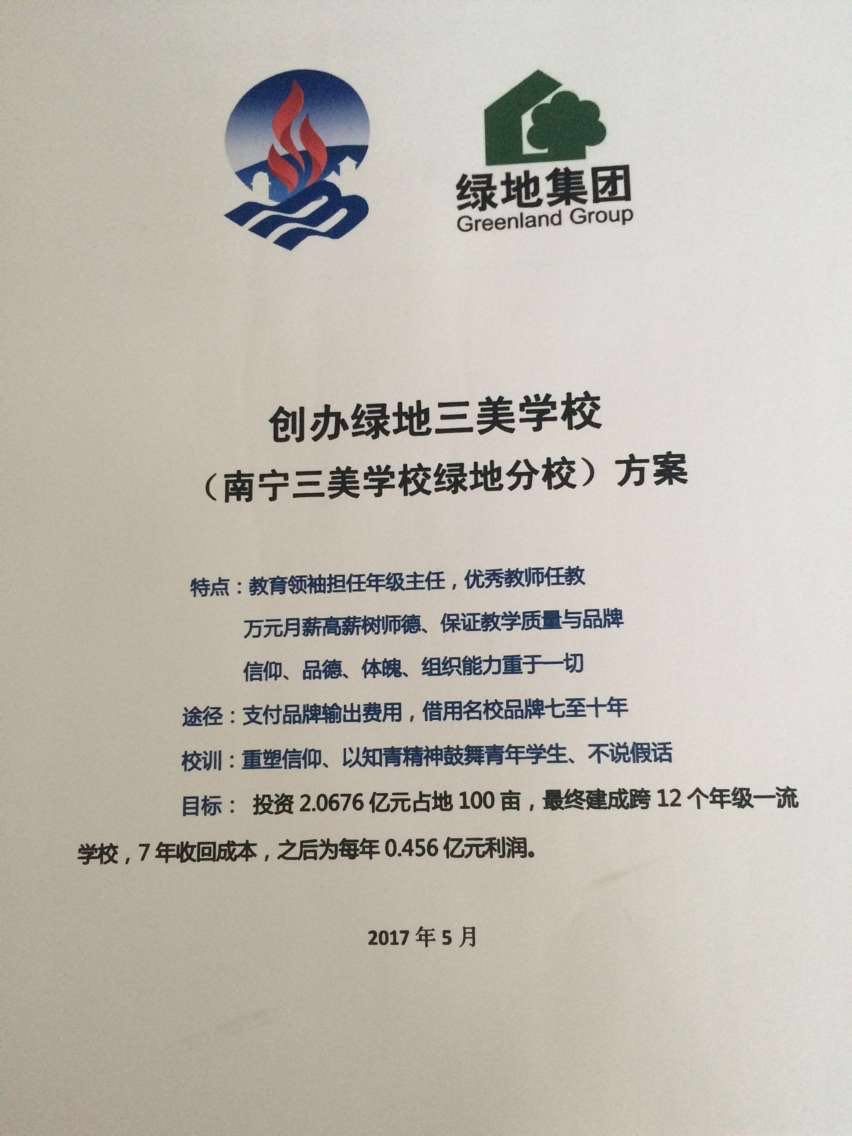 绿地集团
Greenland Group
创办绿地三美学校
（南宁三美学校绿地分校）方案
特点：教育领袖担任年级主任，优秀教师任教
万元月薪高薪树师德、保证教学质量与品牌
信仰、品德、体魄、组织能力重于一切
途径：支付品牌输出费用，借用名校品牌七至十年
校训：重塑信仰、以知青精神鼓舞青年学生、不说假话
目标： 投资 2.0676 亿元占地 100 亩，最终建成跨 12 个年级一流
学校，7 年收回成本，之后为每年 0.456 亿元利润。
2017 年 5 月